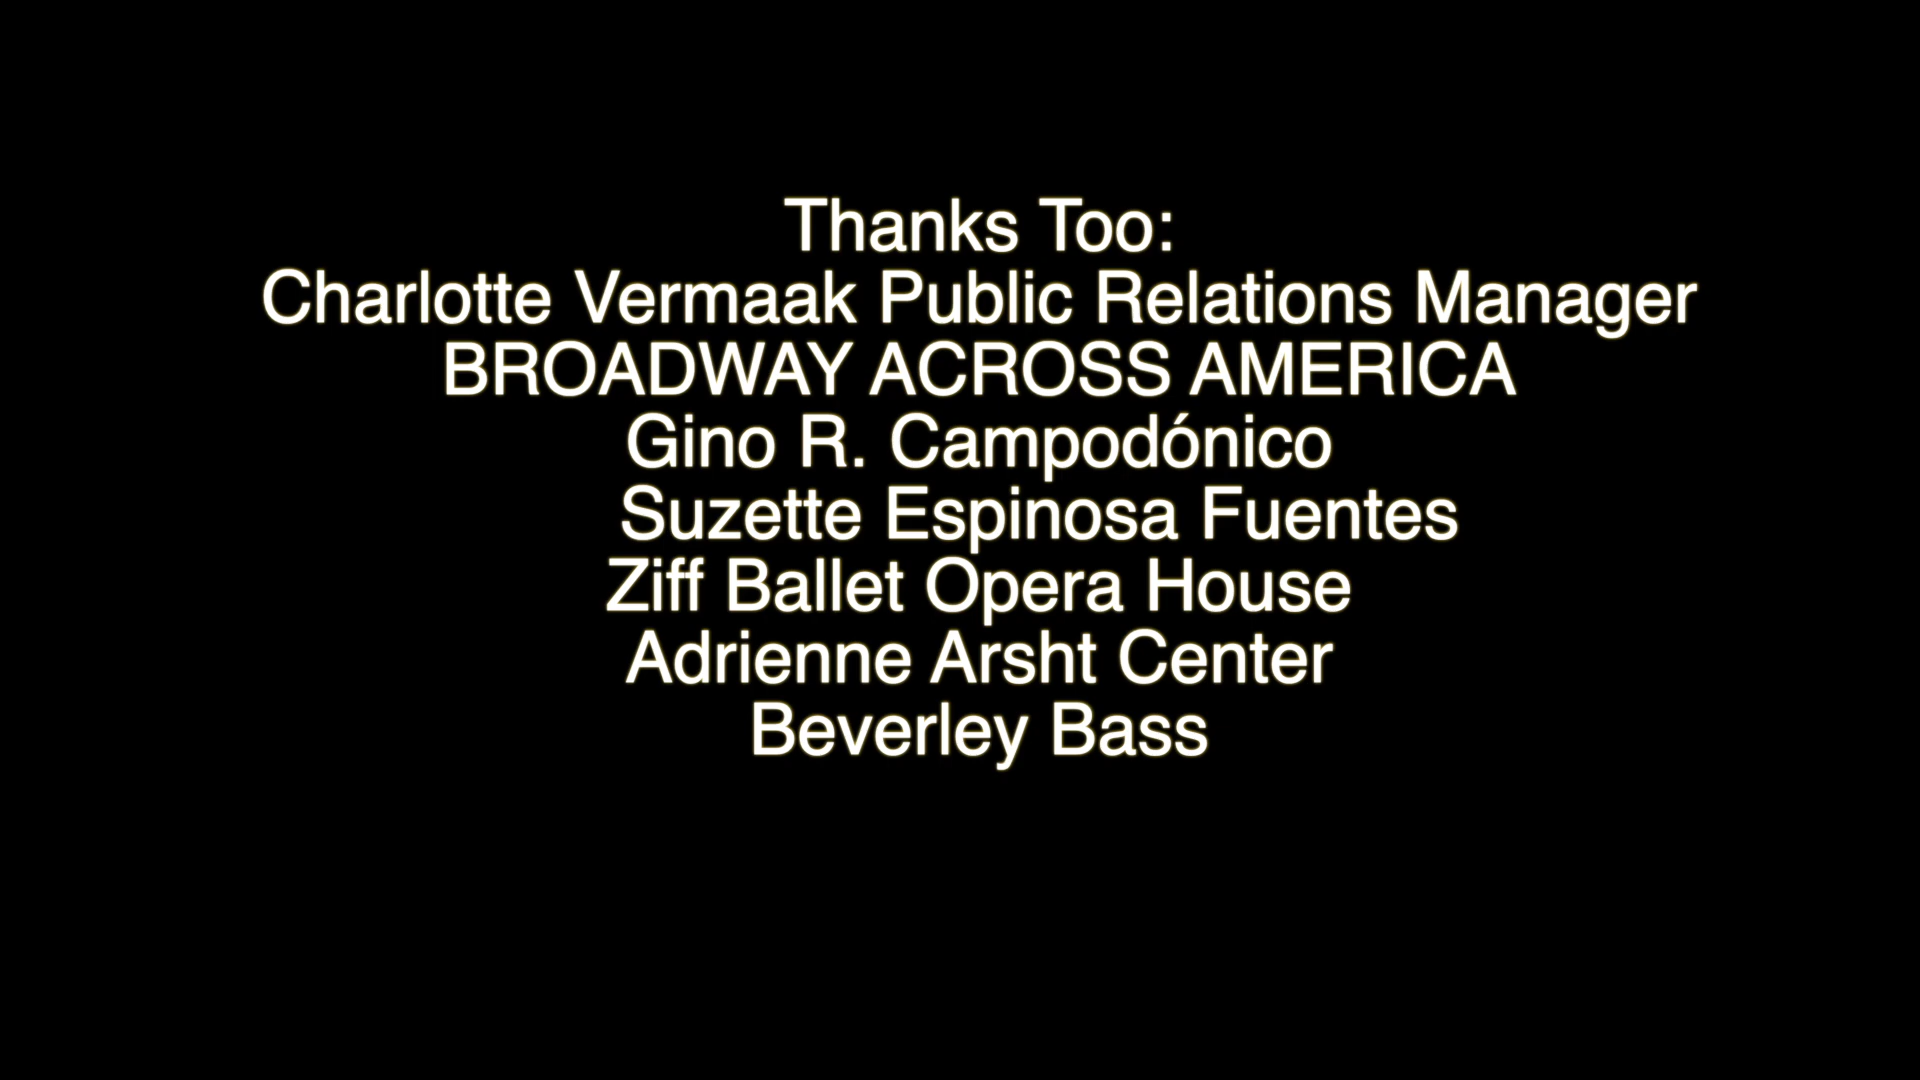 Thanks Too:
Charlotte Vermaak Public Relations Manager
BROADWAY ACROSS AMERICA
Gino R. Campodónico
Suzette Espinosa Fuentes
Ziff Ballet Opera House
Adrienne Arsht Center
Beverley Bass